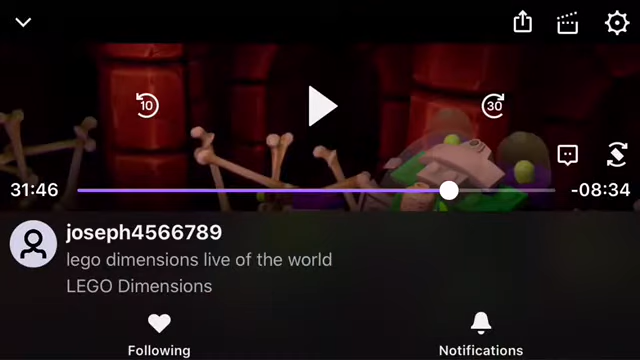 10
30
31:46
-08:34
joseph4566789
lego dimensions live of the world
LEGO Dimensions
Following
Notifications